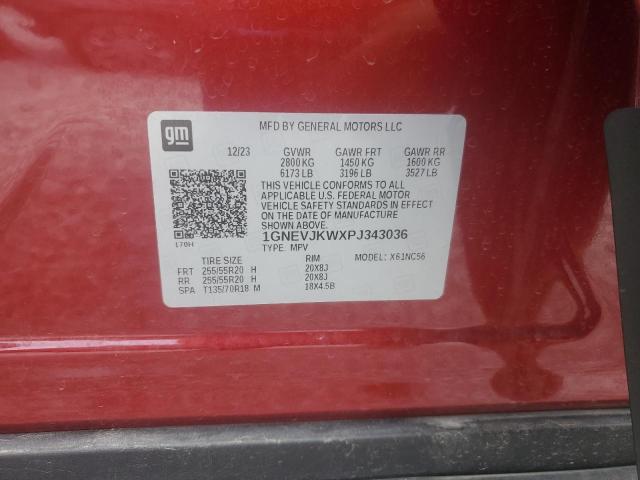 gm
MFD BY GENERAL MOTORS LLC
12/23 GVWR GAWR FRT GAWR RR
2800 KG 1450 KG 1600 KG
6173 LB 3196 LB 3527 LB
THIS VEHICLE CONFORMS TO ALL
APPLICABLE U.S. FEDERAL MOTOR
VEHICLE SAFETY STANDARDS IN EFFECT
ON THE DATE OF MANUFACTURE
SHOWN ABOVE.
1GNEVJKWXPJ343036
170H TYPE: MPV
TIRE SIZE RIM MODEL: X61NC56
FRT 255/55R20 H 20X8J
RR 255/55R20 H 20X8J
SPA T135/70R18 M 18X4.5B